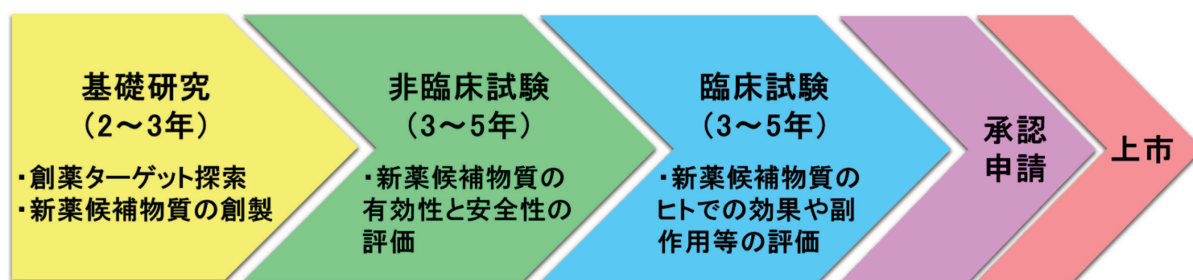 基礎研究
（2～3年）
・創薬ターゲット探索
・新薬候補物質の創製
非臨床試験
（3～5年）
・新薬候補物質の
有効性と安全性の
評価
臨床試験
（3～5年）
・新薬候補物質の
ヒトでの効果や副
作用等の評価
承認
申請
上市